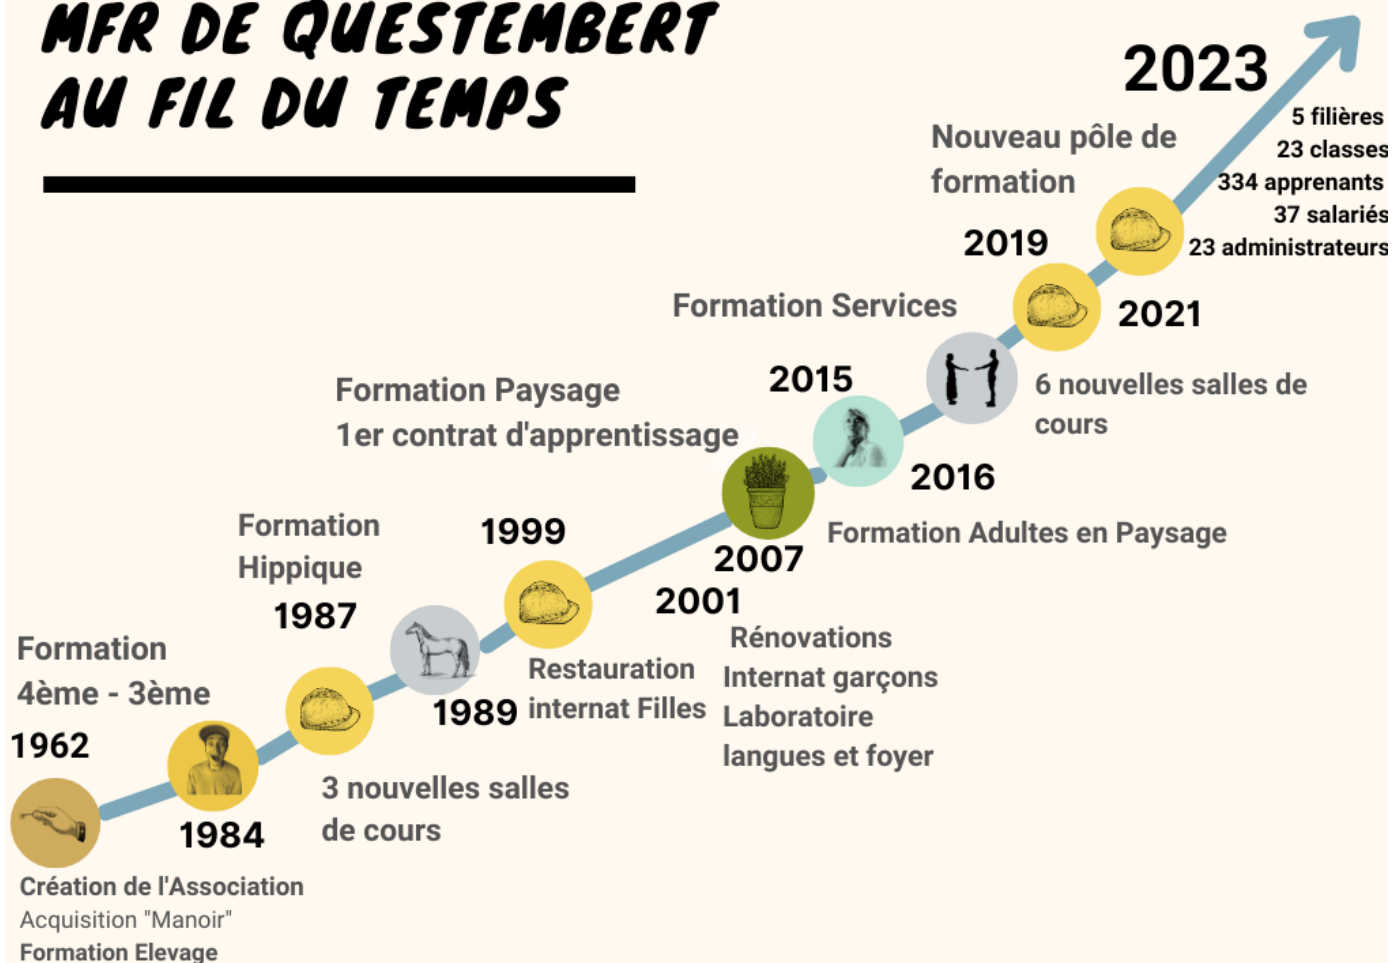 MFR DE QUESTEMBERT
AU FIL DU TEMPS
2023
5 filières
23 classes
334 apprenants
37 salariés
23 administrateurs
Nouveau pôle de
formation
2019
2021
Formation Services
6 nouvelles salles de
cours
2015
2016
Formation Paysage
1er contrat d'apprentissage
Formation Adultes en Paysage
2007
1999
2001
Formation
Hippique
1987
Rénovations
Internat garçons
Laboratoire
langues et foyer
Restauration
internat Filles
1989
Formation
4ème - 3ème
1962
3 nouvelles salles
de cours
1984
Création de l'Association
Acquisition "Manoir"
Formation Elevage